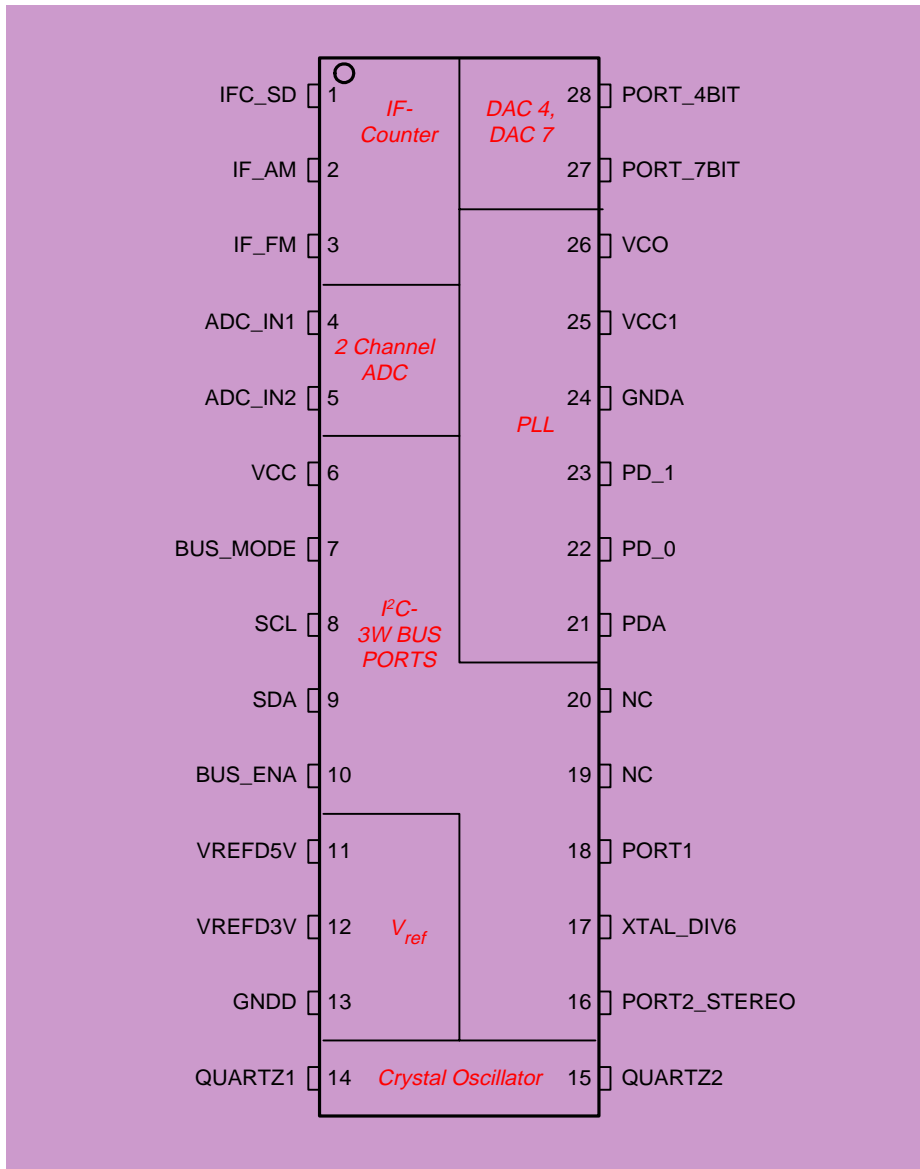 IFC_SD 1 IF- DAC 4, 28 PORT_4BIT
Counter DAC 7
IF_AM 2 27 PORT_7BIT
IF_FM 3 26 VCO
ADC_IN1 4 25 VCC1
2 Channel
ADC
ADC_IN2 5 24 GNDA
PLL
VCC 6 23 PD_1
BUS_MODE 7 22 PD_0
I²C-
SCL 8 21 PDA
3W BUS
PORTS
SDA 9 20 NC
BUS_ENA 10 19 NC
VREFD5V 11 18 PORT1
VREFD3V 12 Vref 17 XTAL_DIV6
GNDD 13 16 PORT2_STEREO
QUARTZ1 14 Crystal Oscillator 15 QUARTZ2